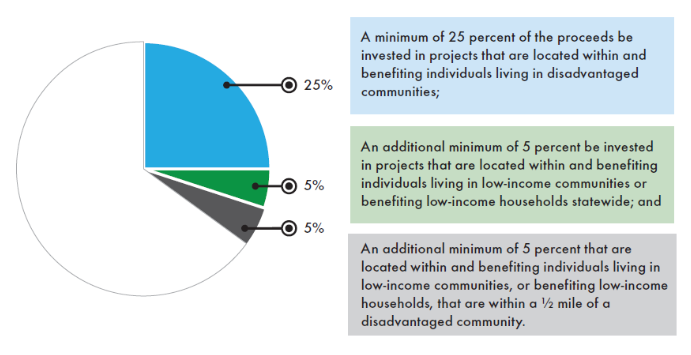 25%
A minimum of 25 percent of the proceeds be
invested in projects that are located within and
benefiting individuals living in disadvantaged
communities;
5%
An additional minimum of 5 percent be invested
in projects that are located within and benefiting
individuals living in low-income communities or
benefiting low-income households statewide; and
5%
An additional minimum of 5 percent that are
located within and benefiting individuals living in
low-income communities, or benefiting low-income
households, that are within a ½ mile of a
disadvantaged community.